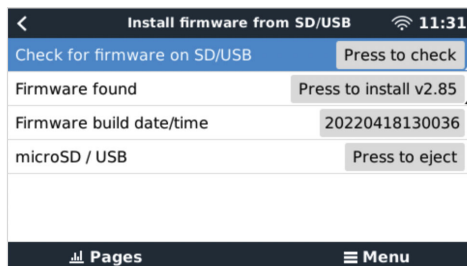 Install firmware from SD/USB 11:31
Check for firmware on SD/USB Press to check
Firmware found Press to install v2.85
Firmware build date/time 20220418130036
microSD / USB Press to eject
Pages Menu